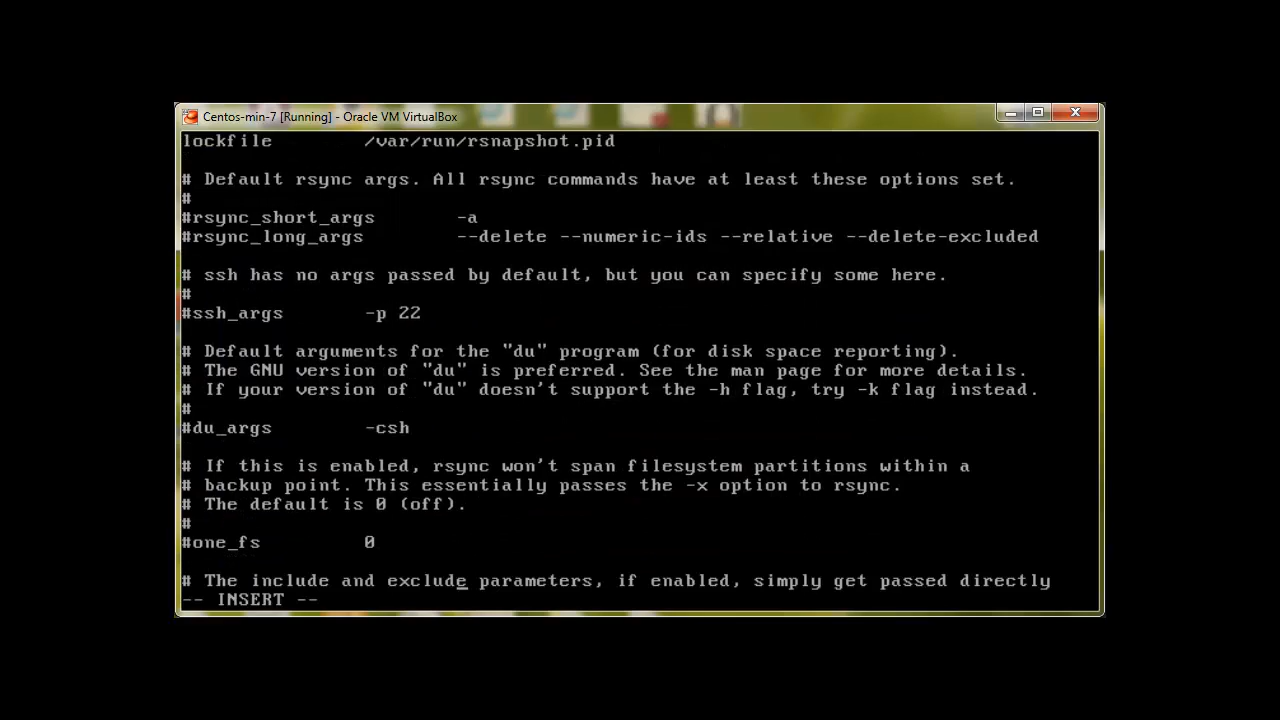 Centos-min-7 [Running] - Oracle VM VirtualBox
lockfile /var/run/rsnapshot.pid
# Default rsync args. All rsync commands have at least these options set.
#
#rsync_short_args -a
#rsync_long_args --delete --numeric-ids --relative --delete-excluded
# ssh has no args passed by default, but you can specify some here.
#
#ssh_args -p 22
# Default arguments for the "du" program (for disk space reporting).
# The GNU version of "du" is preferred. See the man page for more details.
# If your version of "du" doesn't support the -h flag, try -k flag instead.
#
#du_args -csh
# If this is enabled, rsync won't span filesystem partitions within a
# backup point. This essentially passes the -x option to rsync.
# The default is 0 (off).
#
#one_fs 0
# The include and exclude parameters, if enabled, simply get passed directly
-- INSERT --